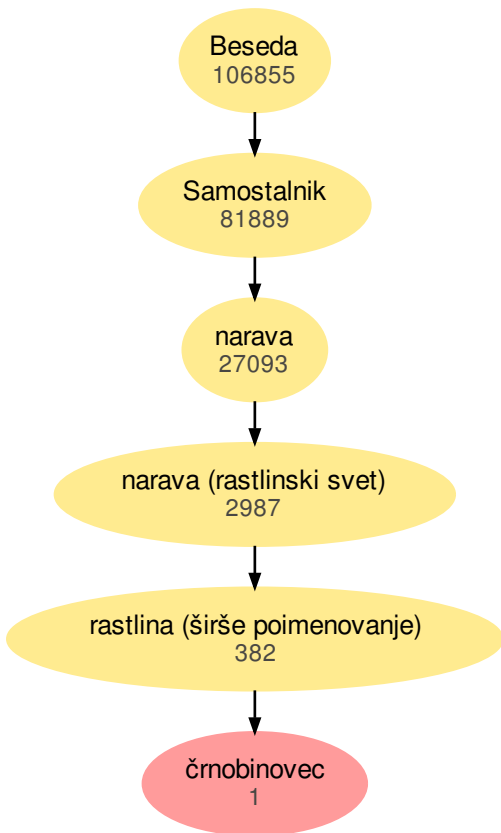 Beseda
106855
Samostalnik
81889
narava
27093
narava (rastlinski svet)
2987
rastlina (širše poimenovanje)
382
črnobinovec
1